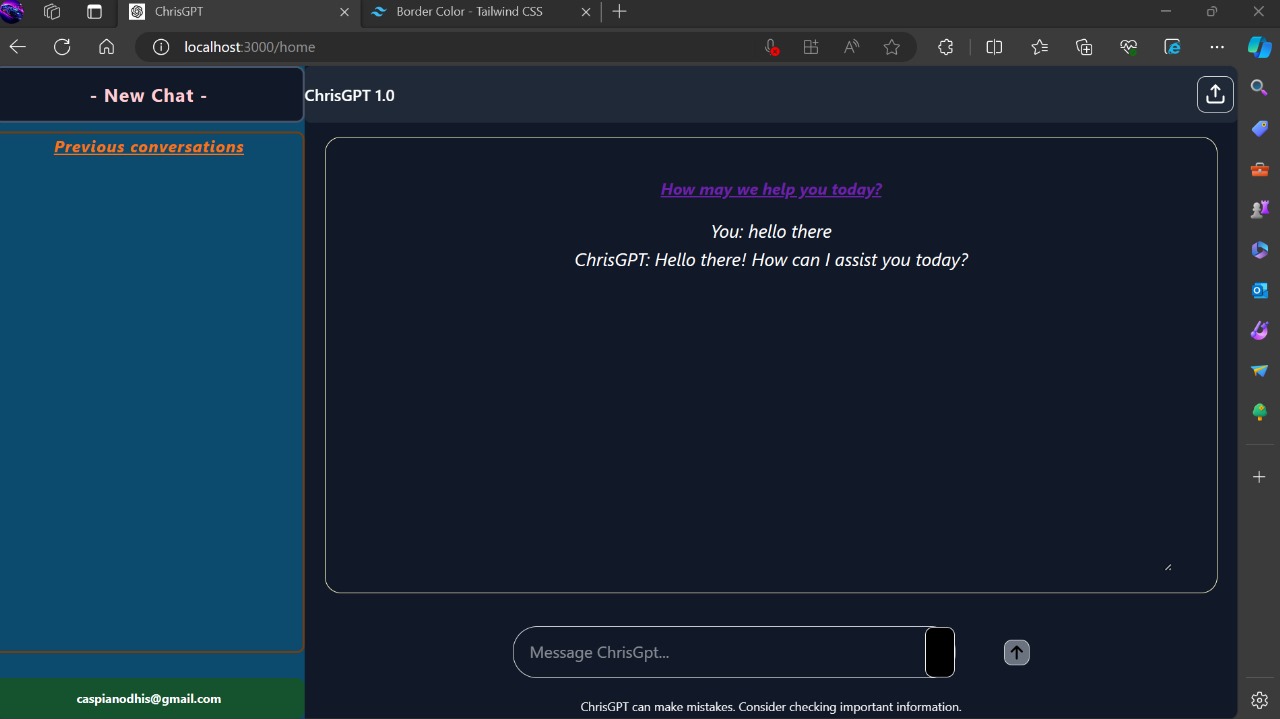 ChrisGPT
Border Color - Tailwind CSS
localhost:3000/home
- New Chat -
ChrisGPT 1.0
Previous conversations
How may we help you today?
You: hello there
ChrisGPT: Hello there! How can I assist you today?
Message ChrisGpt...
caspianodhis@gmail.com
ChrisGPT can make mistakes. Consider checking important information.